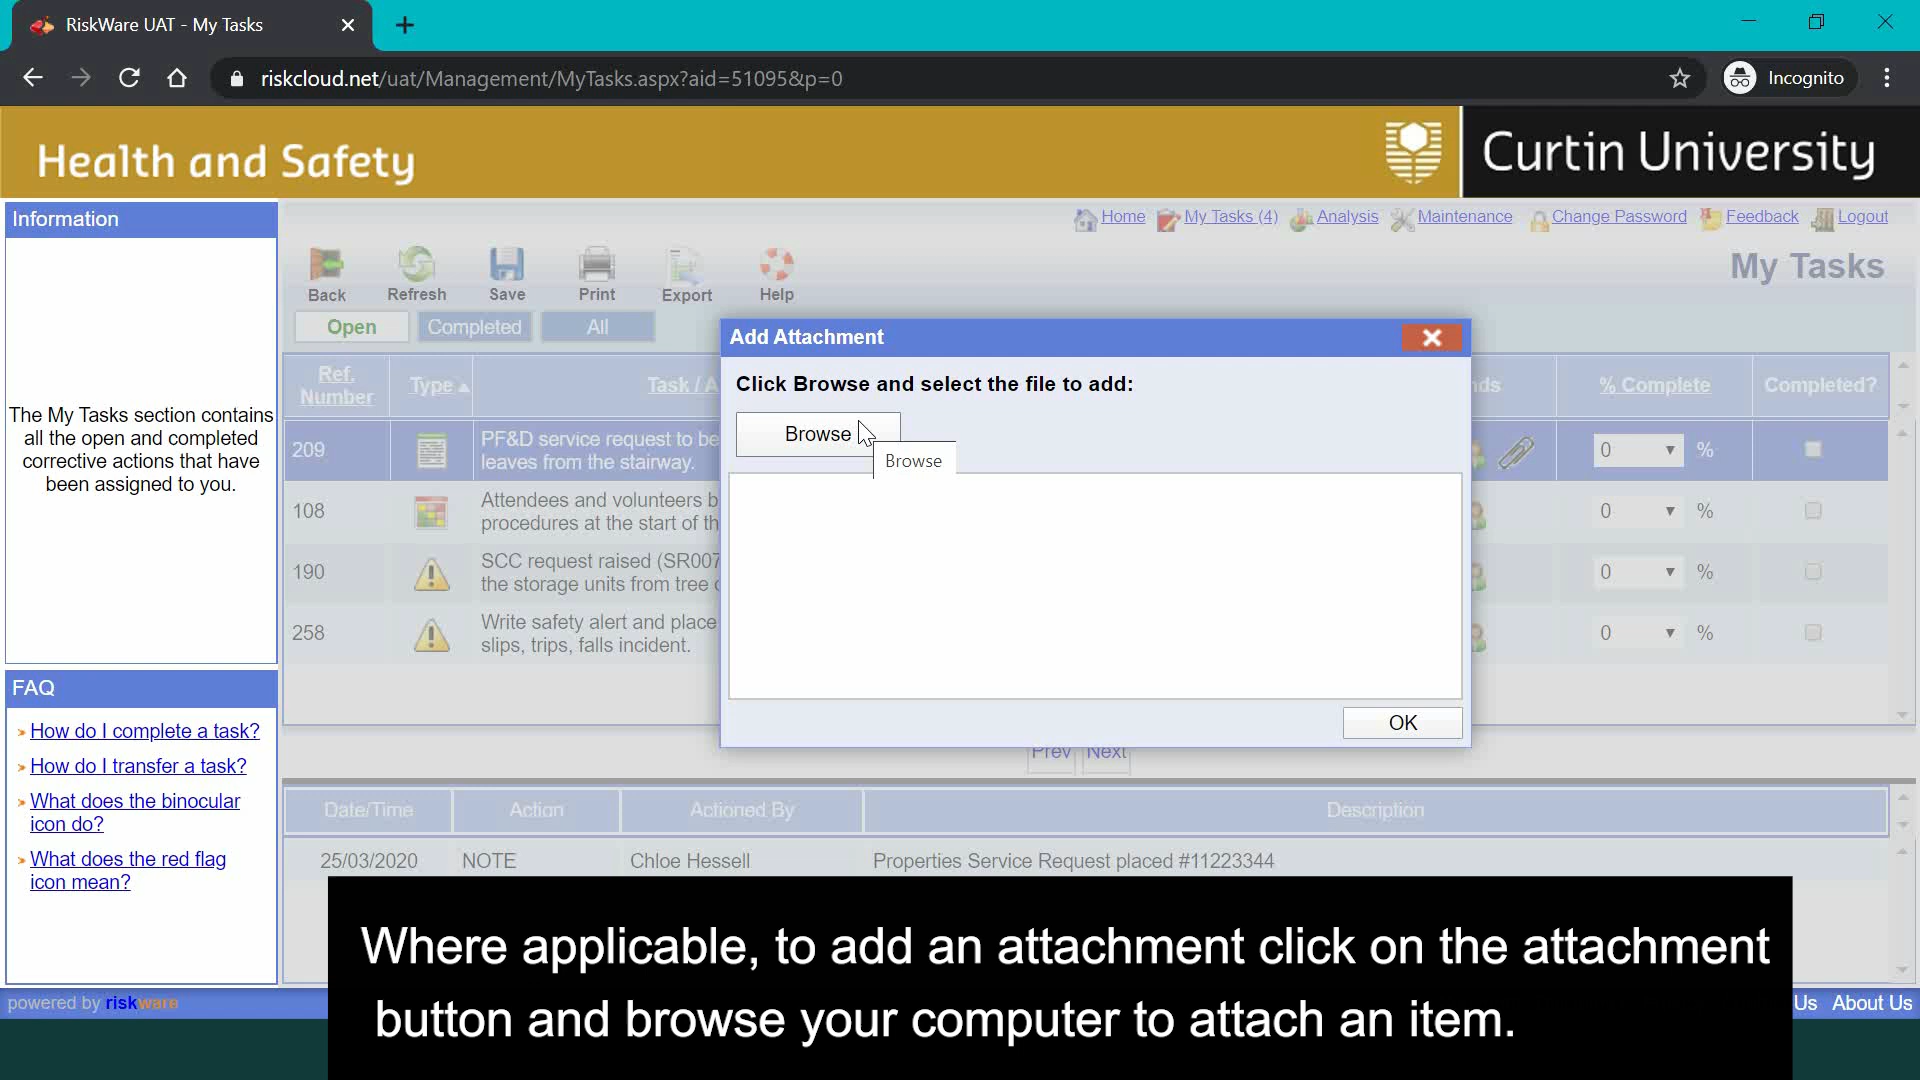 RiskWare UAT - My Tasks
riskcloud.net/uat/Management/MyTasks.aspx?aid=51095&p=0
Incognito
Health and Safety
Curtin University
Information
Home My Tasks (4) Analysis Maintenance Change Password Feedback Logout
Back Refresh Save Print Export Help
My Tasks
Open Completed All
The My Tasks section contains
all the open and completed
corrective actions that have
been assigned to you.
Ref.
Number
Type
Task / A
% Complete
Completed?
209
PF&D service request to be
leaves from the stairway.
0 %
108
Attendees and volunteers b
procedures at the start of th
0 %
190
SCC request raised (SR007
the storage units from tree
0 %
258
Write safety alert and place
slips, trips, falls incident.
0 %
Add Attachment
Click Browse and select the file to add:
Browse
Browse
OK
Prev Next
FAQ
How do I complete a task?
How do I transfer a task?
What does the binocular
icon do?
What does the red flag
icon mean?
Date/Time Action Actioned By Description
25/03/2020 NOTE Chloe Hessell Properties Service Request placed #11223344
powered by riskware
Us About Us
Where applicable, to add an attachment click on the attachment
button and browse your computer to attach an item.